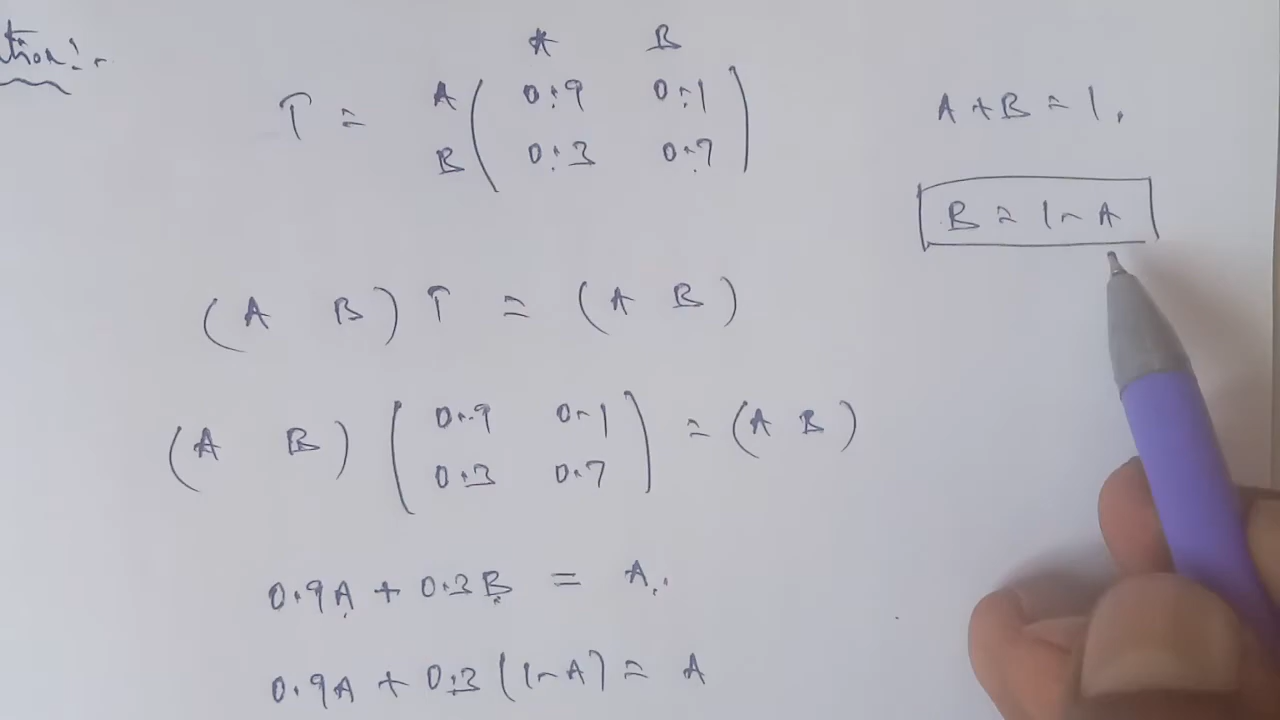 tion:-
A B
T = A ( 0.9 0.1 )
B ( 0.3 0.7 )
A + B = 1.
B = 1 - A
( A B ) T = ( A B )
( A B ) ( 0.9 0.1 ) = ( A B )
( 0.3 0.7 )
0.9A + 0.3B = A.
0.9A + 0.3 ( 1 - A ) = A